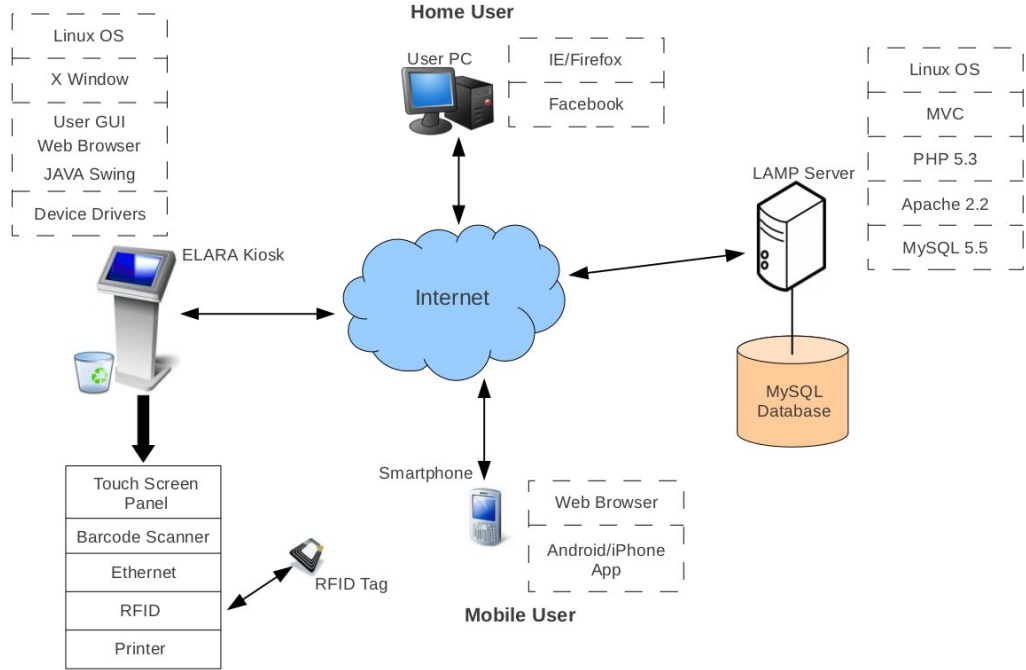 Home User
Linux OS
X Window
User GUI
Web Browser
JAVA Swing
Device Drivers
ELARA Kiosk
User PC
IE/Firefox
Facebook
LAMP Server
Linux OS
MVC
PHP 5.3
Apache 2.2
MySQL 5.5
Internet
MySQL
Database
Touch Screen
Panel
Barcode Scanner
Ethernet
RFID
Printer
RFID Tag
Smartphone
Web Browser
Android/iPhone
App
Mobile User